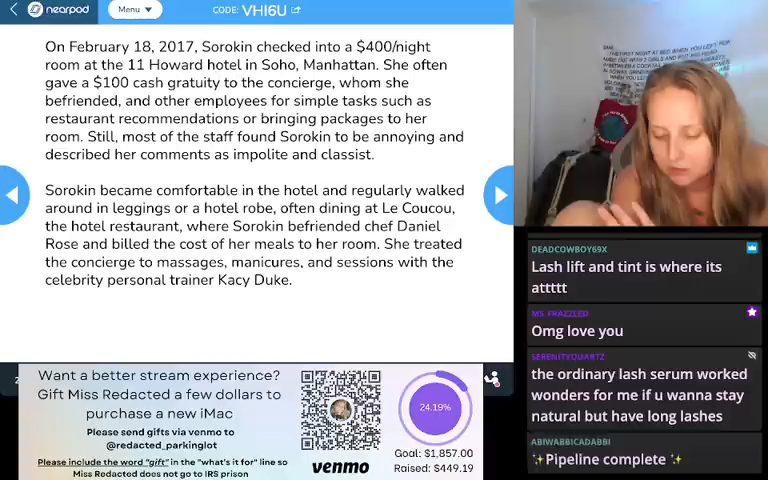 nearpod
Menu
CODE: VHI6U
On February 18, 2017, Sorokin checked into a $400/night
room at the 11 Howard hotel in Soho, Manhattan. She often
gave a $100 cash gratuity to the concierge, whom she
befriended, and other employees for simple tasks such as
restaurant recommendations or bringing packages to her
room. Still, most of the staff found Sorokin to be annoying and
described her comments as impolite and classist.
Sorokin became comfortable in the hotel and regularly walked
around in leggings or a hotel robe, often dining at Le Coucou,
the hotel restaurant, where Sorokin befriended chef Daniel
Rose and billed the cost of her meals to her room. She treated
the concierge to massages, manicures, and sessions with the
celebrity personal trainer Kacy Duke.
Want a better stream experience?
Gift Miss Redacted a few dollars to
purchase a new iMac
Please send gifts via venmo to
@redacted_parkinglot
Please include the word "gift" in the "what's it for" line so
Miss Redacted does not go to IRS prison
venmo
24.19%
Goal: $1,857.00
Raised: $449.19
DEADCOWBOY69X
Lash lift and tint is where its
attttt
MS_FRAZZLED
Omg love you
SERENITYQUARTZ
the ordinary lash serum worked
wonders for me if u wanna stay
natural but have long lashes
ABIWABBICADABBI
✨Pipeline complete ✨